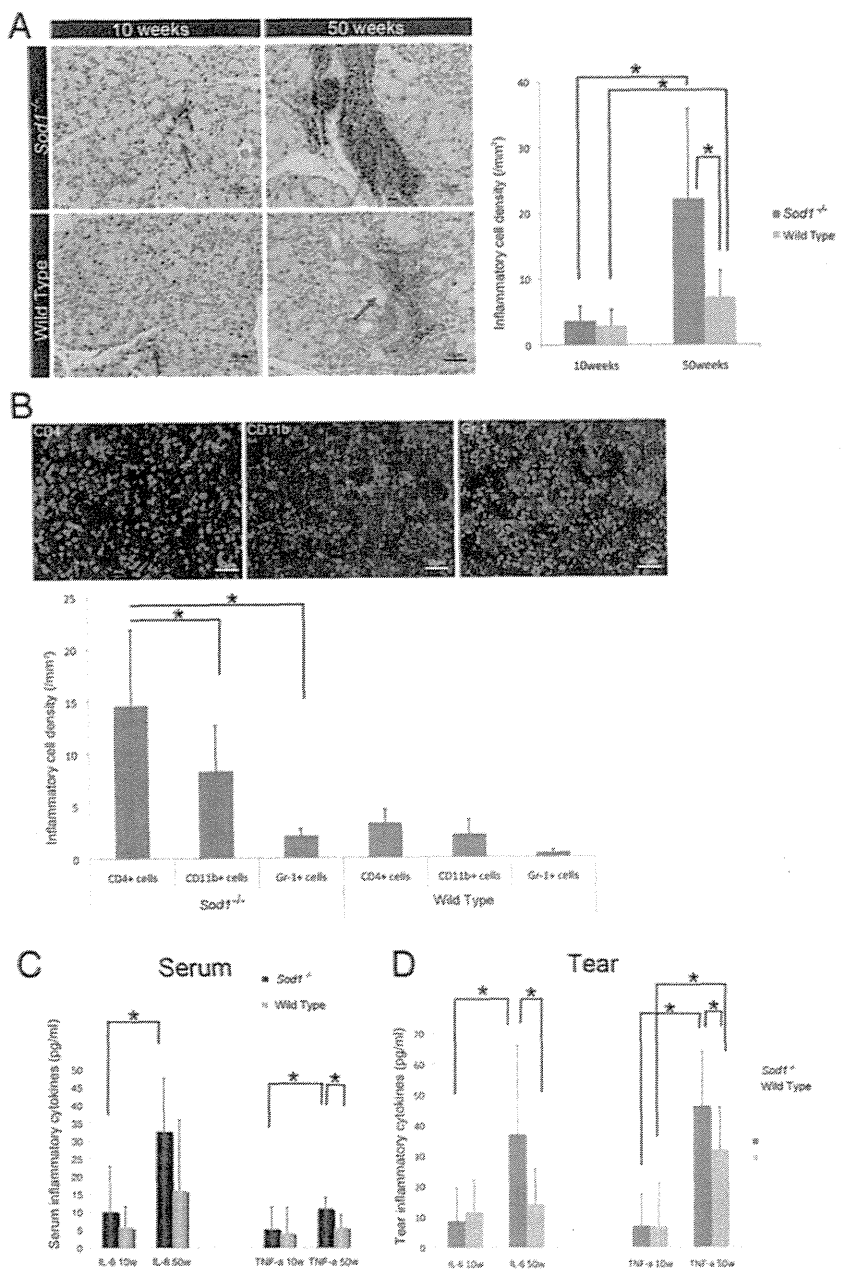 A
10 weeks
50 weeks
Sod1-/-
Wild Type
Inflammatory cell density (/mm²)
40
30
20
10
0
10weeks
50weeks
*
*
*
Sod1-/-
Wild Type
B
CD4
CD11b
Gr-1
Inflammatory cell density (/mm²)
25
20
15
10
5
0
*
*
CD4+ cells
CD11b+ cells
Gr-1+ cells
CD4+ cells
CD11b+ cells
Gr-1+ cells
Sod1-/-
Wild Type
C
Serum
Sod1-/-
Wild Type
Serum inflammatory cytokines (pg/ml)
50
45
40
35
30
25
20
15
10
5
0
*
*
*
IL-6 10w
IL-6 50w
TNF-a 10w
TNF-a 50w
D
Tear
Tear inflammatory cytokines (pg/ml)
70
60
50
40
30
20
10
0
*
*
*
*
*
IL-6 10w
IL-6 50w
TNF-a 10w
TNF-a 50w
Sod1-/-
Wild Type